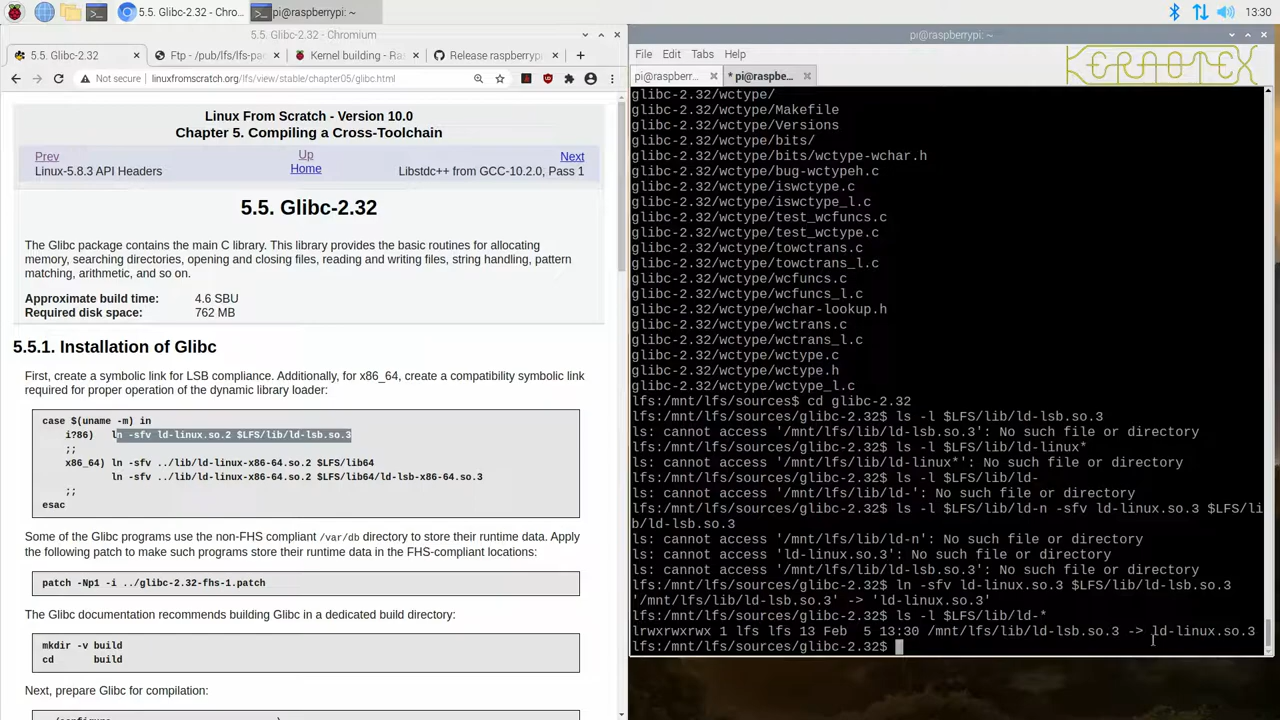 5.5. Glibc-2.32 - Chro...
pi@raspberrypi: ~
13:30
5.5. Glibc-2.32 - Chromium
pi@raspberrypi: ~
5.5. Glibc-2.32
Ftp - /pub/lfs/lfs-pac
Kernel building - Ras
Release raspberrypi
File Edit Tabs Help
KERAOTEX
pi@raspberr...
* pi@raspbe...
Not secure | linuxfromscratch.org/lfs/view/stable/chapter05/glibc.html
Linux From Scratch - Version 10.0
Chapter 5. Compiling a Cross-Toolchain
Prev
Up
Next
Linux-5.8.3 API Headers
Home
Libstdc++ from GCC-10.2.0, Pass 1
5.5. Glibc-2.32
The Glibc package contains the main C library. This library provides the basic routines for allocating
memory, searching directories, opening and closing files, reading and writing files, string handling, pattern
matching, arithmetic, and so on.
Approximate build time: 4.6 SBU
Required disk space: 762 MB
5.5.1. Installation of Glibc
First, create a symbolic link for LSB compliance. Additionally, for x86_64, create a compatibility symbolic link
required for proper operation of the dynamic library loader:
case $(uname -m) in
i?86) ln -sfv ld-linux.so.2 $LFS/lib/ld-lsb.so.3
;;
x86_64) ln -sfv ../lib/ld-linux-x86-64.so.2 $LFS/lib64
ln -sfv ../lib/ld-linux-x86-64.so.2 $LFS/lib64/ld-lsb-x86-64.so.3
;;
esac
Some of the Glibc programs use the non-FHS compliant /var/db directory to store their runtime data. Apply
the following patch to make such programs store their runtime data in the FHS-compliant locations:
patch -Np1 -i ../glibc-2.32-fhs-1.patch
The Glibc documentation recommends building Glibc in a dedicated build directory:
mkdir -v build
cd build
Next, prepare Glibc for compilation:
glibc-2.32/wctype/
glibc-2.32/wctype/Makefile
glibc-2.32/wctype/Versions
glibc-2.32/wctype/bits/
glibc-2.32/wctype/bits/wctype-wchar.h
glibc-2.32/wctype/bug-wctypeh.c
glibc-2.32/wctype/iswctype.c
glibc-2.32/wctype/iswctype_l.c
glibc-2.32/wctype/test_wcfuncs.c
glibc-2.32/wctype/test_wctype.c
glibc-2.32/wctype/towctrans.c
glibc-2.32/wctype/towctrans_l.c
glibc-2.32/wctype/wcfuncs.c
glibc-2.32/wctype/wcfuncs_l.c
glibc-2.32/wctype/wchar-lookup.h
glibc-2.32/wctype/wctrans.c
glibc-2.32/wctype/wctrans_l.c
glibc-2.32/wctype/wctype.c
glibc-2.32/wctype/wctype.h
glibc-2.32/wctype/wctype_l.c
lfs:/mnt/lfs/sources$ cd glibc-2.32
lfs:/mnt/lfs/sources/glibc-2.32$ ls -l $LFS/lib/ld-lsb.so.3
ls: cannot access '/mnt/lfs/lib/ld-lsb.so.3': No such file or directory
lfs:/mnt/lfs/sources/glibc-2.32$ ls -l $LFS/lib/ld-linux*
ls: cannot access '/mnt/lfs/lib/ld-linux*': No such file or directory
lfs:/mnt/lfs/sources/glibc-2.32$ ls -l $LFS/lib/ld-
ls: cannot access '/mnt/lfs/lib/ld-': No such file or directory
lfs:/mnt/lfs/sources/glibc-2.32$ ls -l $LFS/lib/ld-n -sfv ld-linux.so.3 $LFS/li
b/ld-lsb.so.3
ls: cannot access '/mnt/lfs/lib/ld-n': No such file or directory
ls: cannot access 'ld-linux.so.3': No such file or directory
ls: cannot access '/mnt/lfs/lib/ld-lsb.so.3': No such file or directory
lfs:/mnt/lfs/sources/glibc-2.32$ ln -sfv ld-linux.so.3 $LFS/lib/ld-lsb.so.3
'/mnt/lfs/lib/ld-lsb.so.3' -> 'ld-linux.so.3'
lfs:/mnt/lfs/sources/glibc-2.32$ ls -l $LFS/lib/ld-*
lrwxrwxrwx 1 lfs lfs 13 Feb  5 13:30 /mnt/lfs/lib/ld-lsb.so.3 -> ld-linux.so.3
lfs:/mnt/lfs/sources/glibc-2.32$